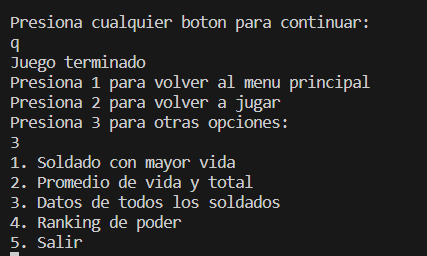 Presiona cualquier boton para continuar:
q
Juego terminado
Presiona 1 para volver al menu principal
Presiona 2 para volver a jugar
Presiona 3 para otras opciones:
3
1. Soldado con mayor vida
2. Promedio de vida y total
3. Datos de todos los soldados
4. Ranking de poder
5. Salir